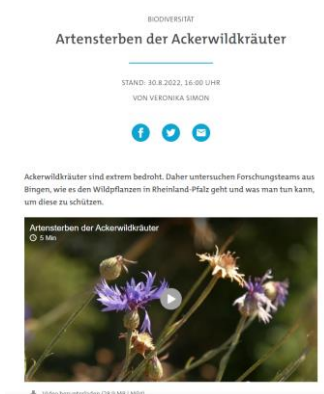 BIODIVERSITÄT
Artensterben der Ackerwildkräuter
STAND: 30.8.2022, 16:00 UHR
VON VERONIKA SIMON
Ackerwildkräuter sind extrem bedroht. Daher untersuchen Forschungsteams aus
Bingen, wie es den Wildpflanzen in Rheinland-Pfalz geht und was man tun kann,
um diese zu schützen.
Artensterben der Ackerwildkräuter
5 Min